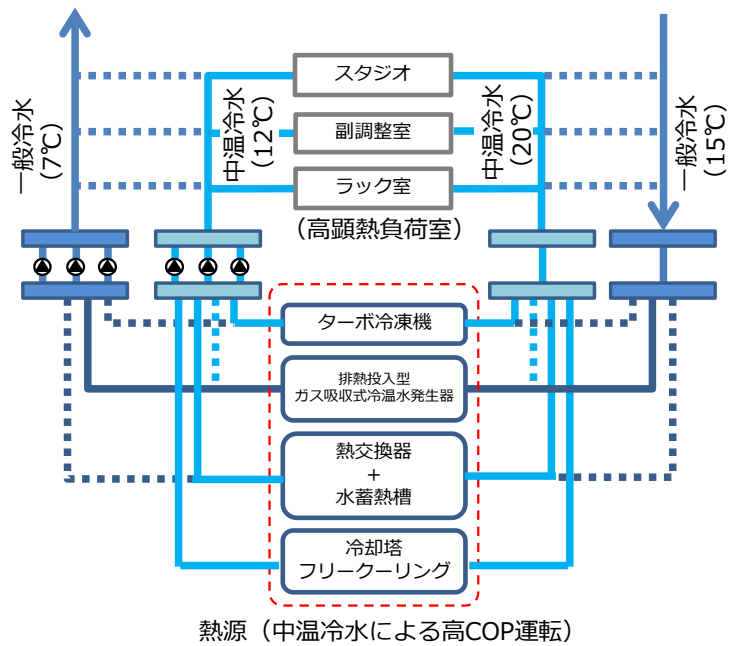 一般冷水
(7℃)
中温冷水
(12℃)
スタジオ
副調整室
ラック室
(高顕熱負荷室)
中温冷水
(20℃)
一般冷水
(15℃)
ターボ冷凍機
排熱投入型
ガス吸収式冷温水発生器
熱交換器
+
水蓄熱槽
冷却塔
フリークーリング
熱源（中温冷水による高COP運転）